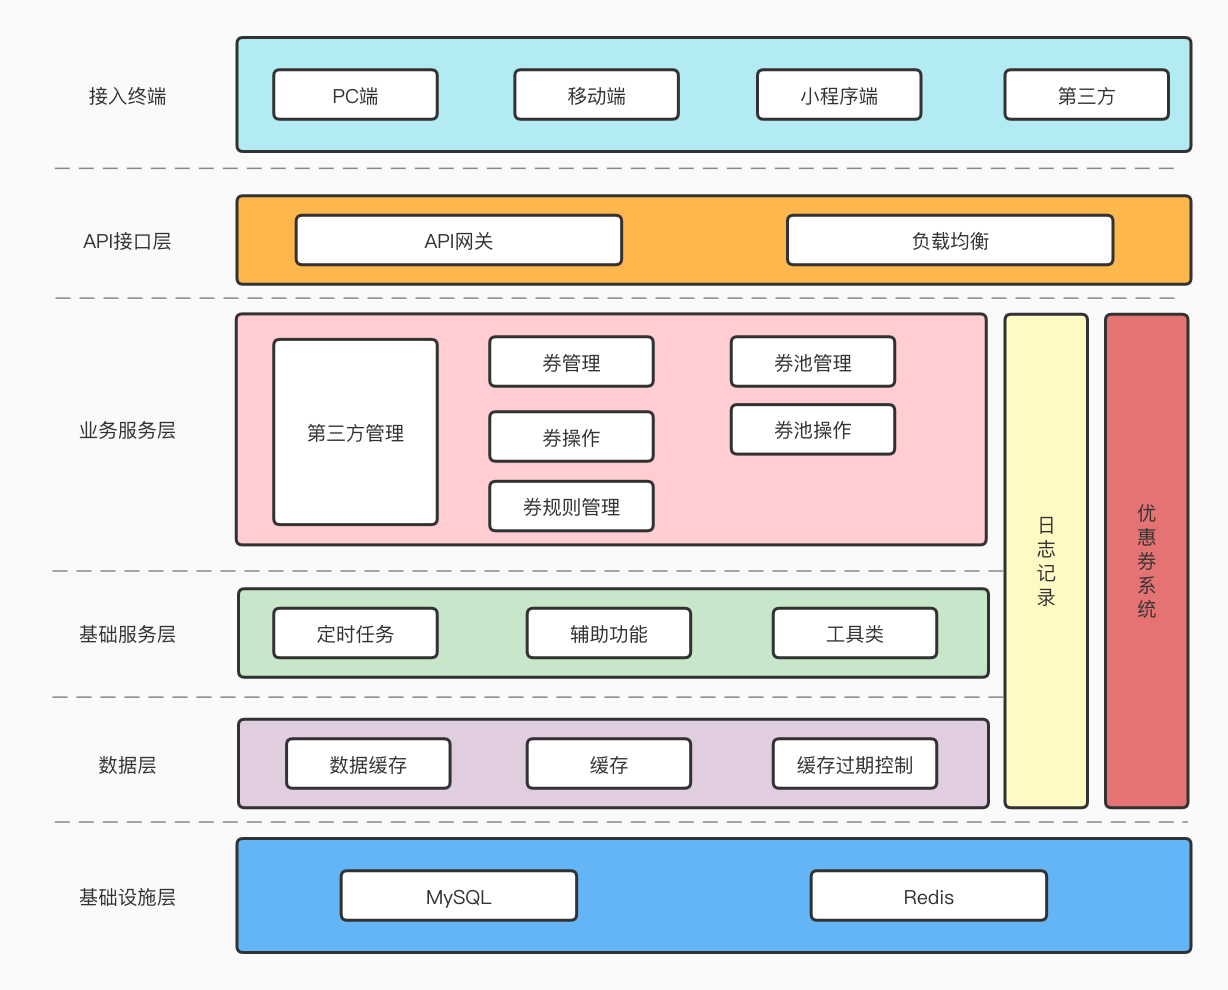 接入终端
PC端
移动端
小程序端
第三方
API接口层
API网关
负载均衡
业务服务层
第三方管理
券管理
券池管理
券操作
券池操作
券规则管理
日志记录
优惠券系统
基础服务层
定时任务
辅助功能
工具类
数据层
数据缓存
缓存
缓存过期控制
基础设施层
MySQL
Redis